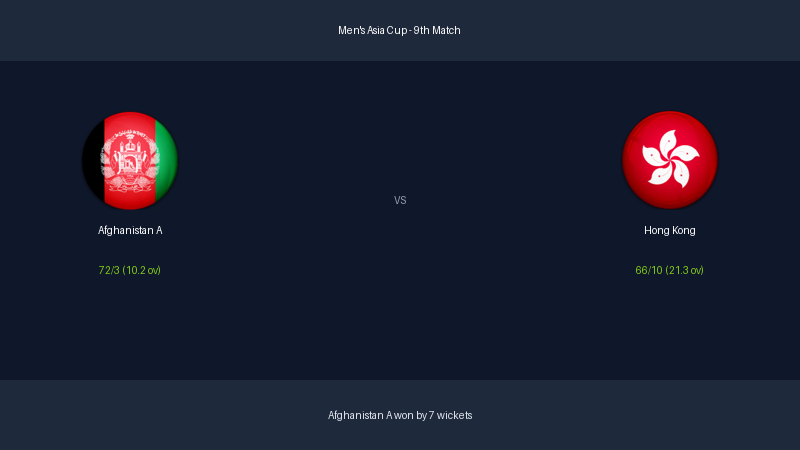 Men's Asia Cup - 9th Match
VS
Afghanistan A
Hong Kong
72/3 (10.2 ov)
66/10 (21.3 ov)
Afghanistan A won by 7 wickets